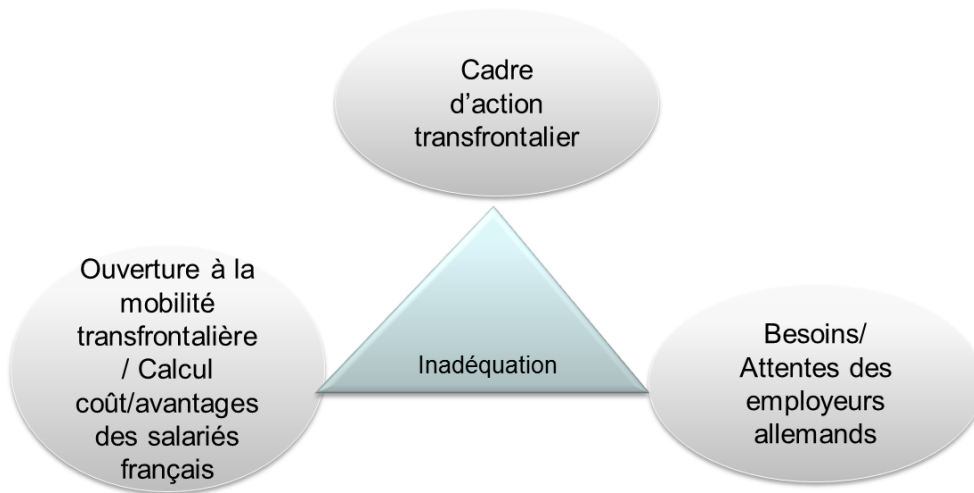 Cadre
d’action
transfrontalier
Ouverture à la
mobilité
transfrontalière
/ Calcul
coût/avantages
des salariés
français
Inadéquation
Besoins/
Attentes des
employeurs
allemands